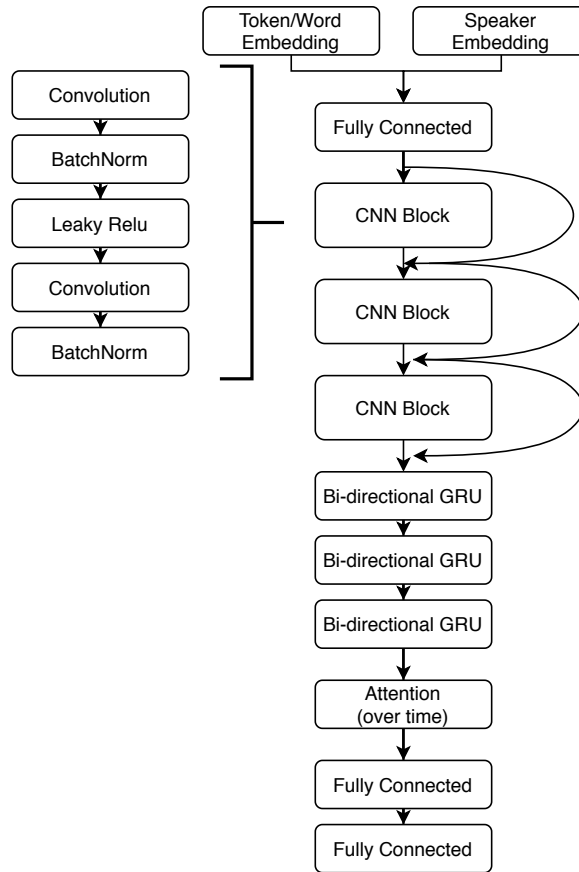 Token/Word
Embedding
Speaker
Embedding
Convolution
BatchNorm
Leaky Relu
Convolution
BatchNorm
Fully Connected
CNN Block
CNN Block
CNN Block
Bi-directional GRU
Bi-directional GRU
Bi-directional GRU
Attention
(over time)
Fully Connected
Fully Connected